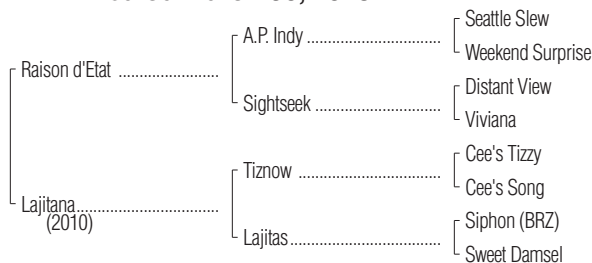 Seattle Slew
A.P. Indy ........................................
Weekend Surprise
Raison d'Etat ..............................
Distant View
Sightseek ......................................
Viviana
Cee's Tizzy
Tiznow ..........................................
Cee's Song
Lajitana...........................................
(2010)
Siphon (BRZ)
Lajitas.............................................
Sweet Damsel